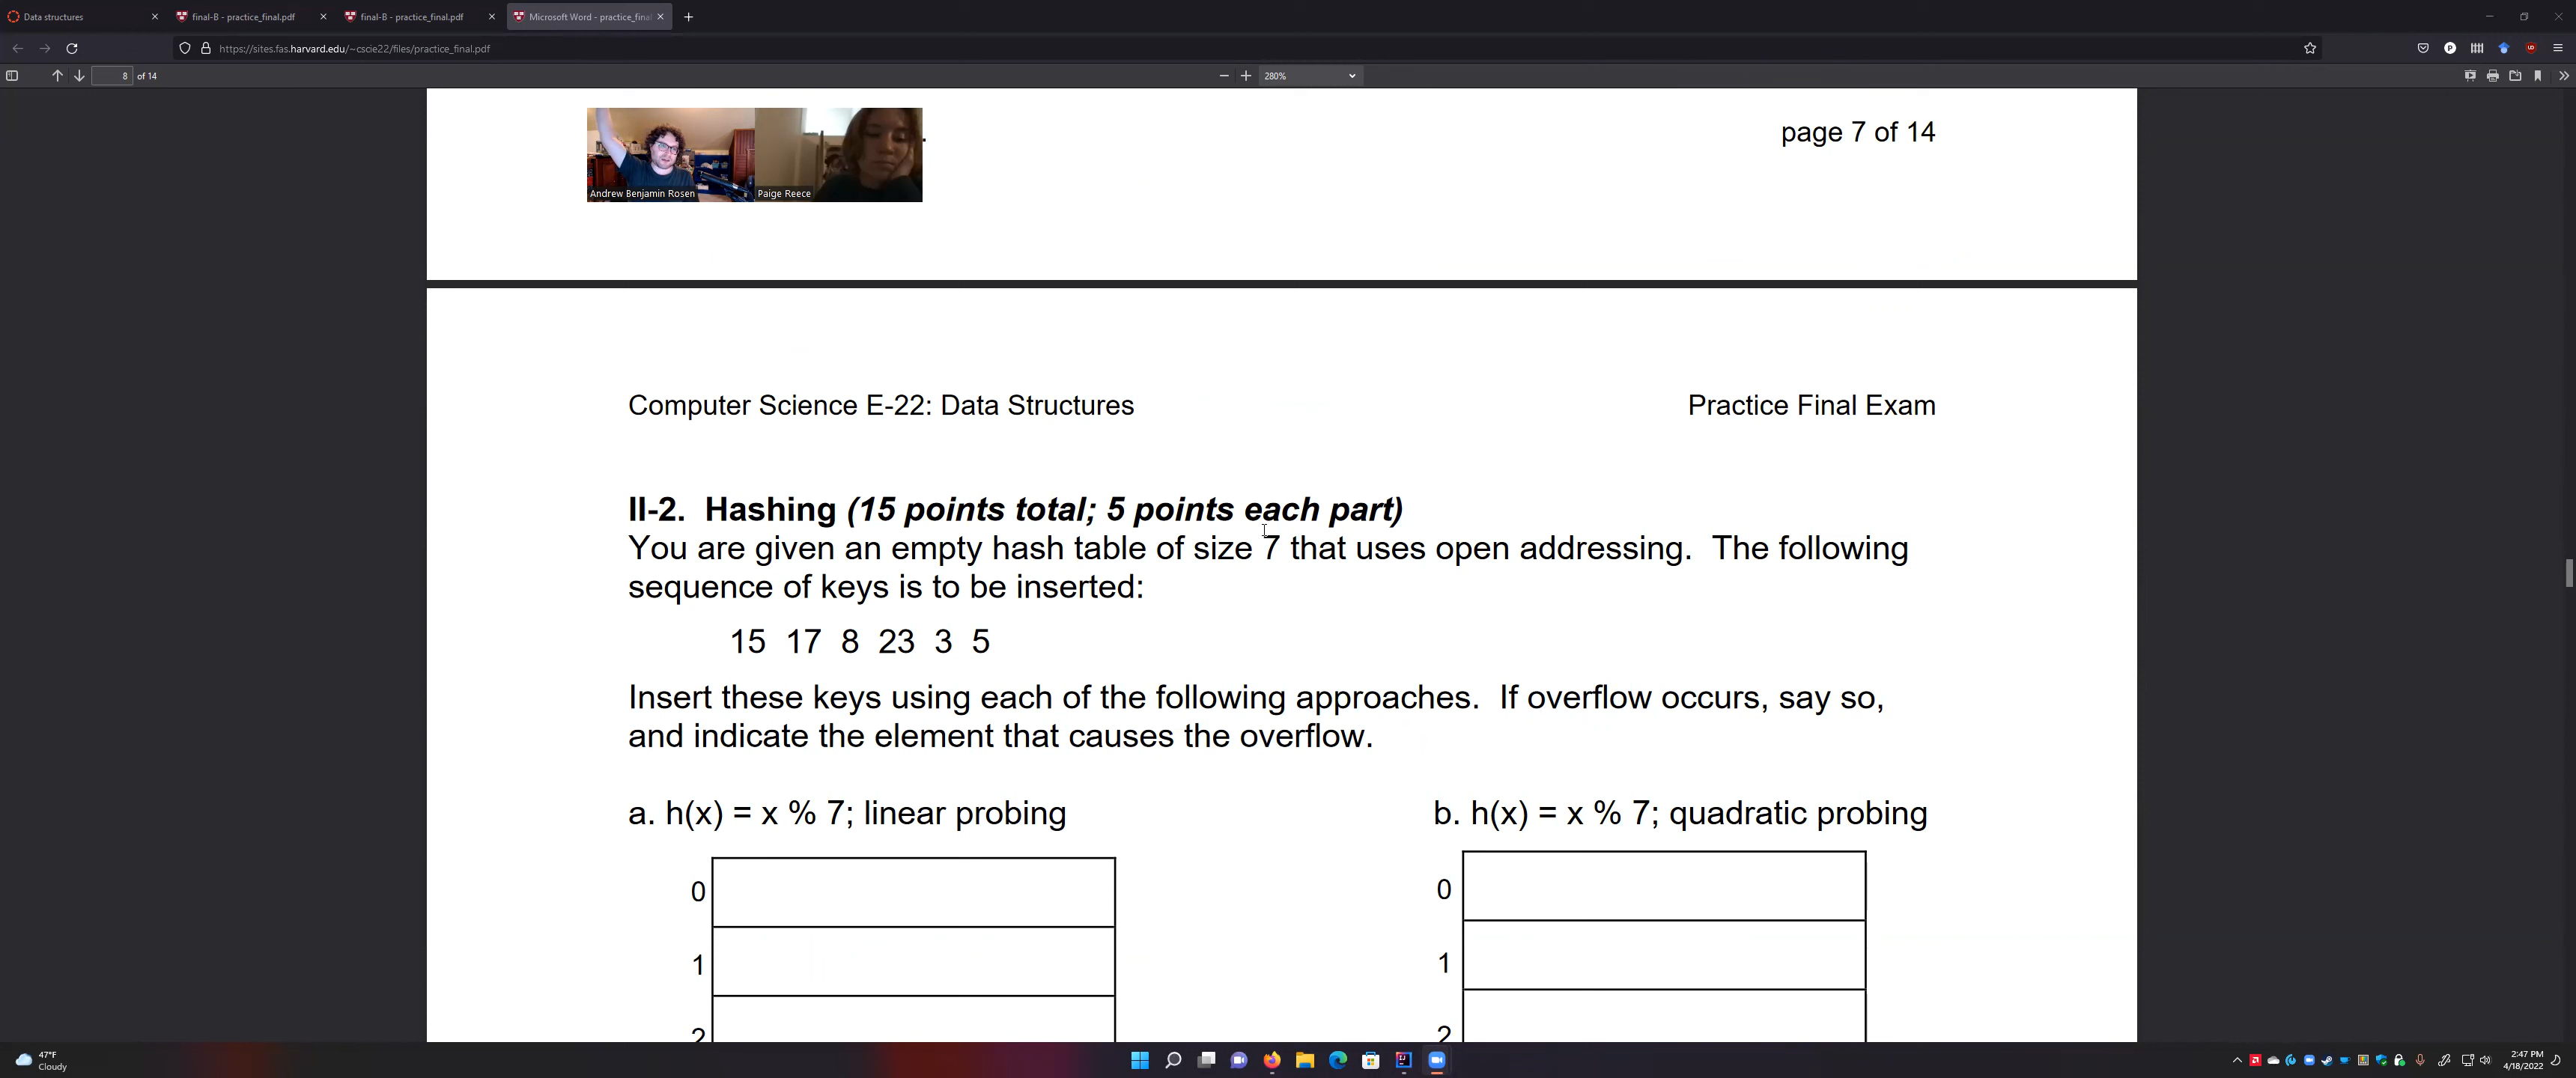 Data structures
final-B - practice_final.pdf
final-B - practice_final.pdf
Microsoft Word - practice_final
https://sites.fas.harvard.edu/~cscie22/files/practice_final.pdf
8 of 14
280%
Andrew Benjamin Rosen
Paige Reece
page 7 of 14
Computer Science E-22: Data Structures Practice Final Exam
II-2. Hashing (15 points total; 5 points each part)
You are given an empty hash table of size 7 that uses open addressing. The following
sequence of keys is to be inserted:
15 17 8 23 3 5
Insert these keys using each of the following approaches. If overflow occurs, say so,
and indicate the element that causes the overflow.
a. h(x) = x % 7; linear probing b. h(x) = x % 7; quadratic probing
0 0
1 1
2 2
47°F
Cloudy
2:47 PM
4/18/2022